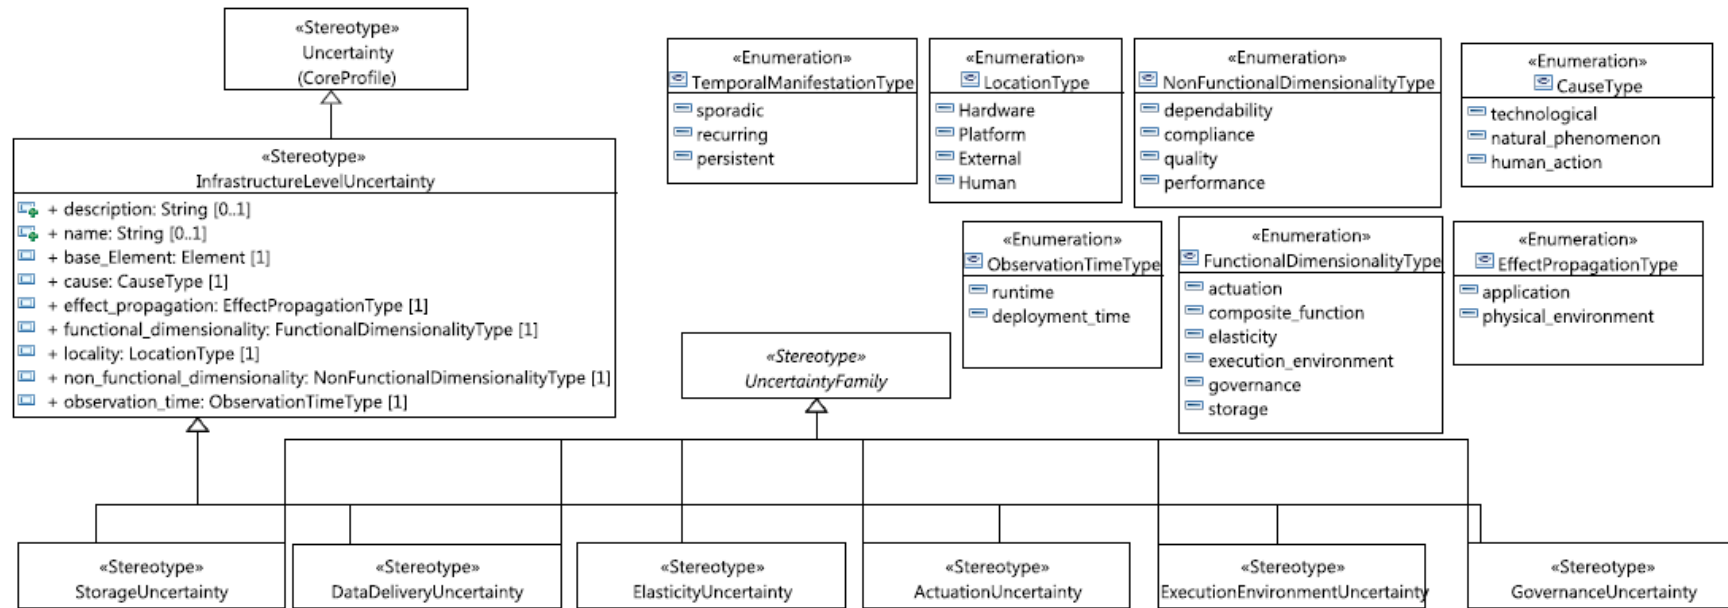 «Stereotype»
Uncertainty
(CoreProfile)
«Stereotype»
InfrastructureLevelUncertainty
+ description: String [0..1]
+ name: String [0..1]
+ base_Element: Element [1]
+ cause: CauseType [1]
+ effect_propagation: EffectPropagationType [1]
+ functional_dimensionality: FunctionalDimensionalityType [1]
+ locality: LocationType [1]
+ non_functional_dimensionality: NonFunctionalDimensionalityType [1]
+ observation_time: ObservationTimeType [1]
«Enumeration»
TemporalManifestationType
sporadic
recurring
persistent
«Enumeration»
LocationType
Hardware
Platform
External
Human
«Enumeration»
NonFunctionalDimensionalityType
dependability
compliance
quality
performance
«Enumeration»
CauseType
technological
natural_phenomenon
human_action
«Enumeration»
ObservationTimeType
runtime
deployment_time
«Enumeration»
FunctionalDimensionalityType
actuation
composite_function
elasticity
execution_environment
governance
storage
«Enumeration»
EffectPropagationType
application
physical_environment
«Stereotype»
UncertaintyFamily
«Stereotype»
StorageUncertainty
«Stereotype»
DataDeliveryUncertainty
«Stereotype»
ElasticityUncertainty
«Stereotype»
ActuationUncertainty
«Stereotype»
ExecutionEnvironmentUncertainty
«Stereotype»
GovernanceUncertainty